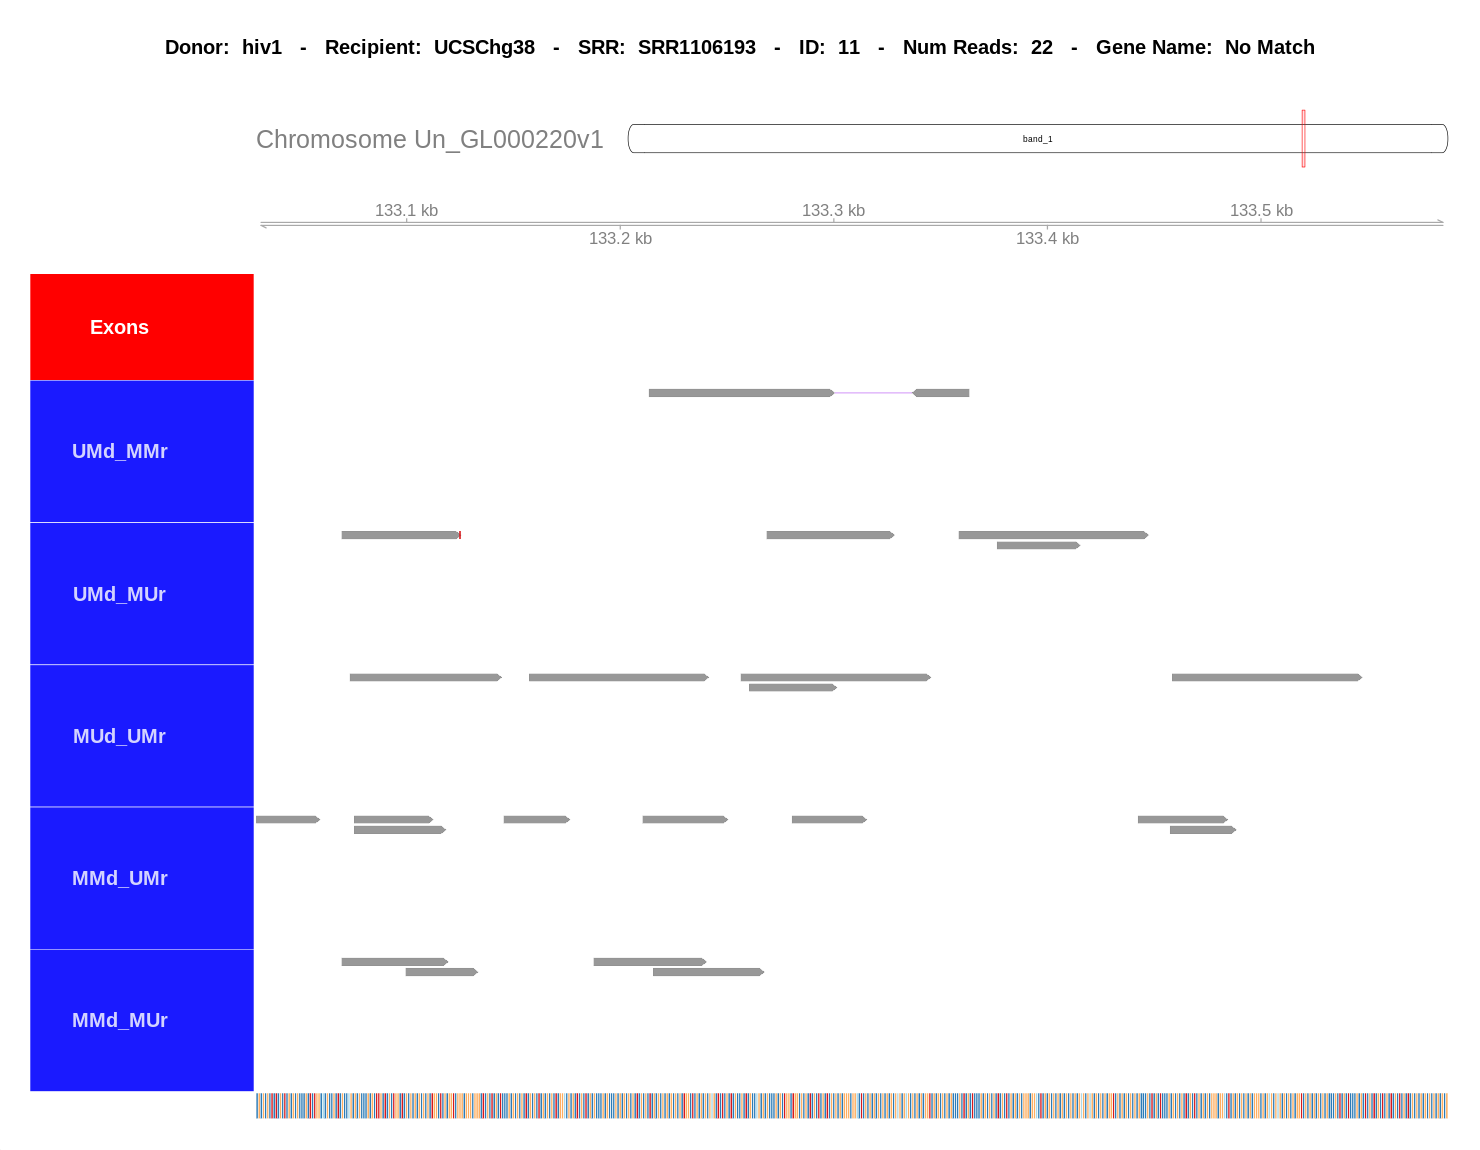 Donor: hiv1 - Recipient: UCSChg38 - SRR: SRR1106193 - ID: 11 - Num Reads: 22 - Gene Name: No Match
Chromosome Un_GL000220v1
band_1
133.1 kb 133.3 kb 133.5 kb
133.2 kb 133.4 kb
Exons
UMd_MMr
UMd_MUr
MUd_UMr
MMd_UMr
MMd_MUr